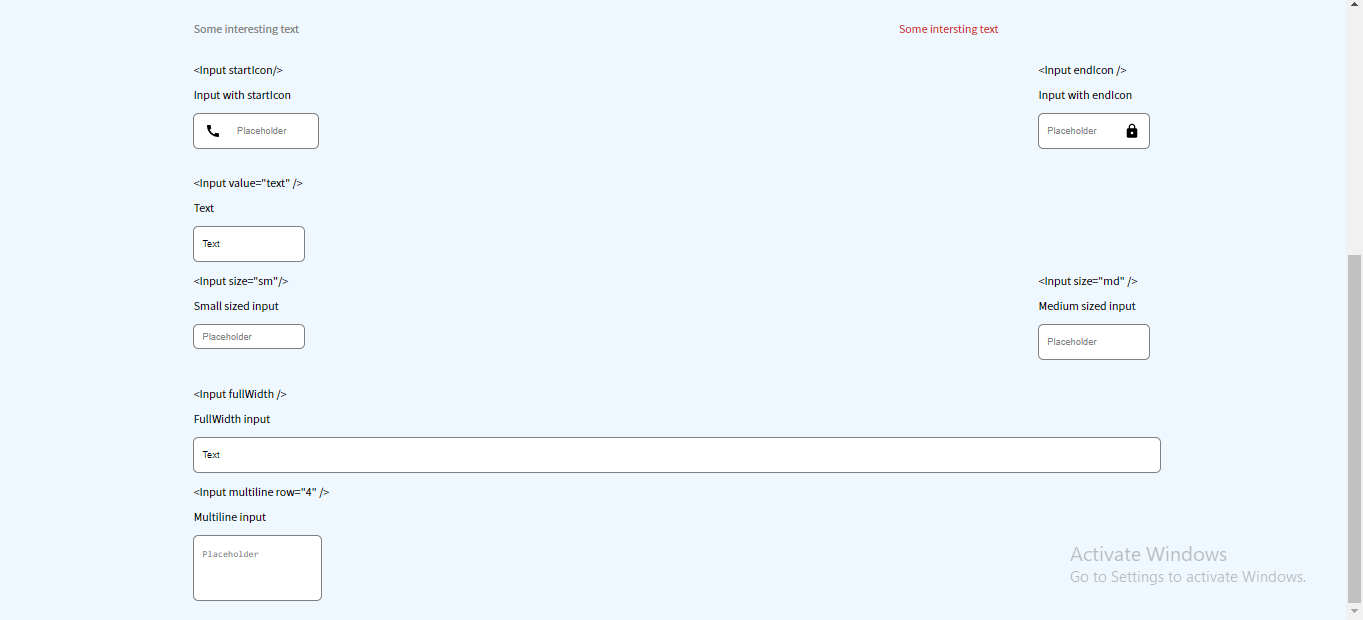 Some interesting text
Some intersting text
<Input startIcon/>
<Input endIcon />
Input with startIcon
Input with endIcon
Placeholder
Placeholder
<Input value="text" />
Text
Text
<Input size="sm"/>
<Input size="md" />
Small sized input
Medium sized input
Placeholder
Placeholder
<Input fullWidth />
FullWidth input
Text
<Input multiline row="4" />
Multiline input
Placeholder
Activate Windows
Go to Settings to activate Windows.